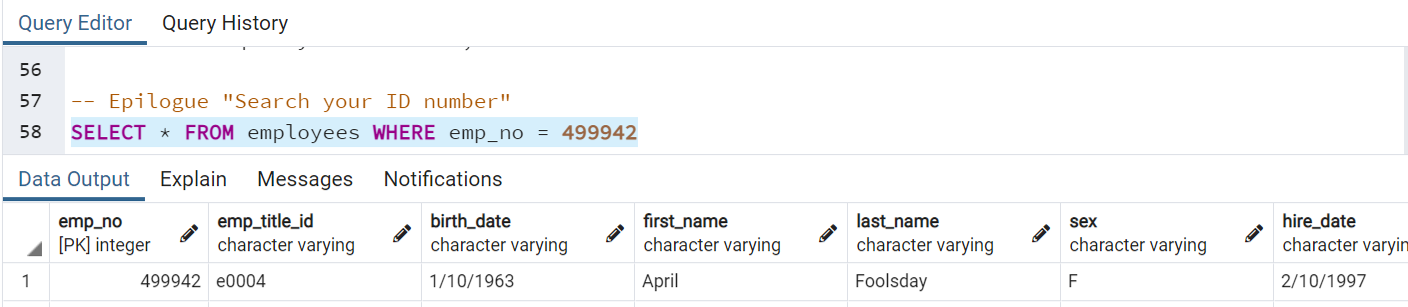 Query Editor Query History
56
57 -- Epilogue "Search your ID number"
58 SELECT * FROM employees WHERE emp_no = 499942
Data Output Explain Messages Notifications
emp_no emp_title_id birth_date first_name last_name sex hire_date
[PK] integer character varying character varying character varying character varying character varying character varyin
1 499942 e0004 1/10/1963 April Foolsday F 2/10/1997